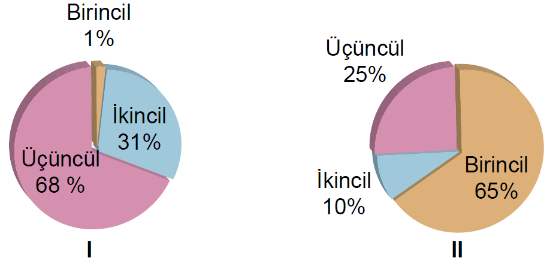 Birincil
1%
İkincil
31%
Üçüncül
68 %
I
Üçüncül
25%
İkincil
10%
Birincil
65%
II